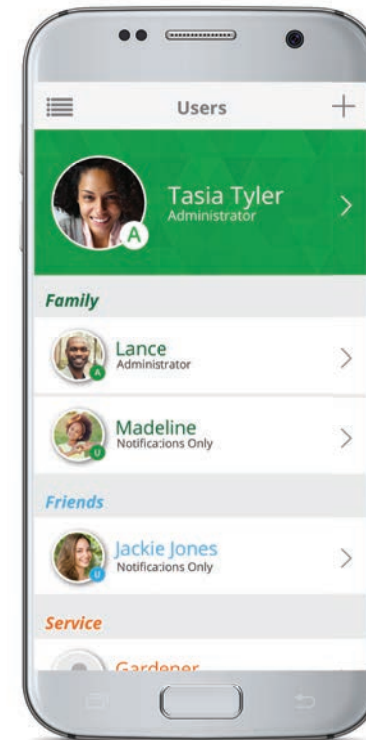 Users
Tasia Tyler
Administrator
A
Family
Lance
Administrator
A
Madeline
Notifications Only
U
Friends
Jackie Jones
Notifications Only
U
Service
Gardener